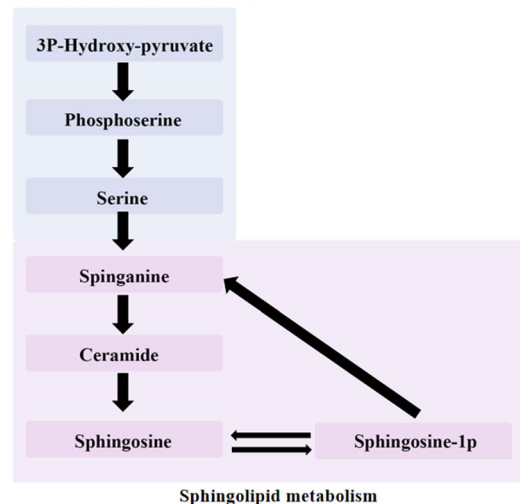 3P-Hydroxy-pyruvate
Phosphoserine
Serine
Spinganine
Ceramide
Sphingosine
Sphingosine-1p
Sphingolipid metabolism